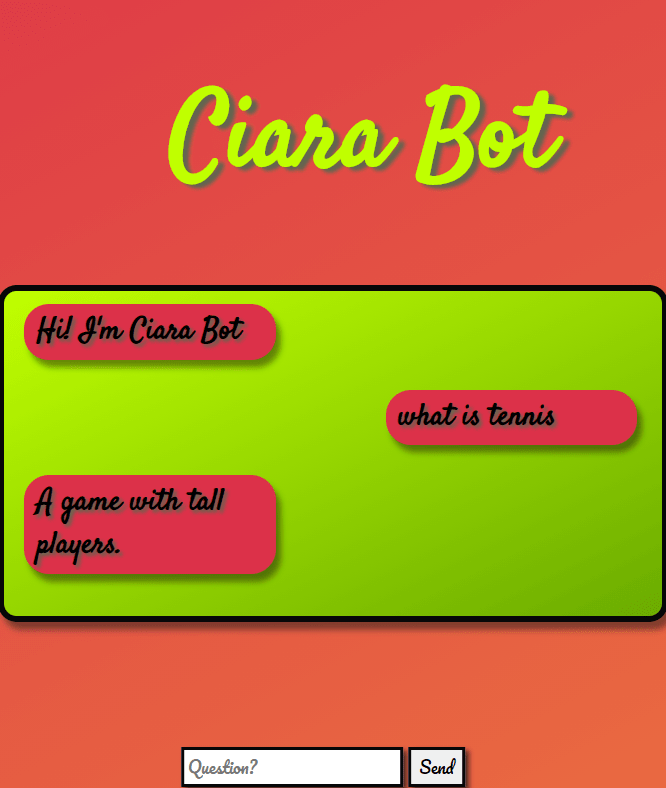 Ciara Bot
Hi! I'm Ciara Bot
what is tennis
A game with tall
players.
Question?
Send